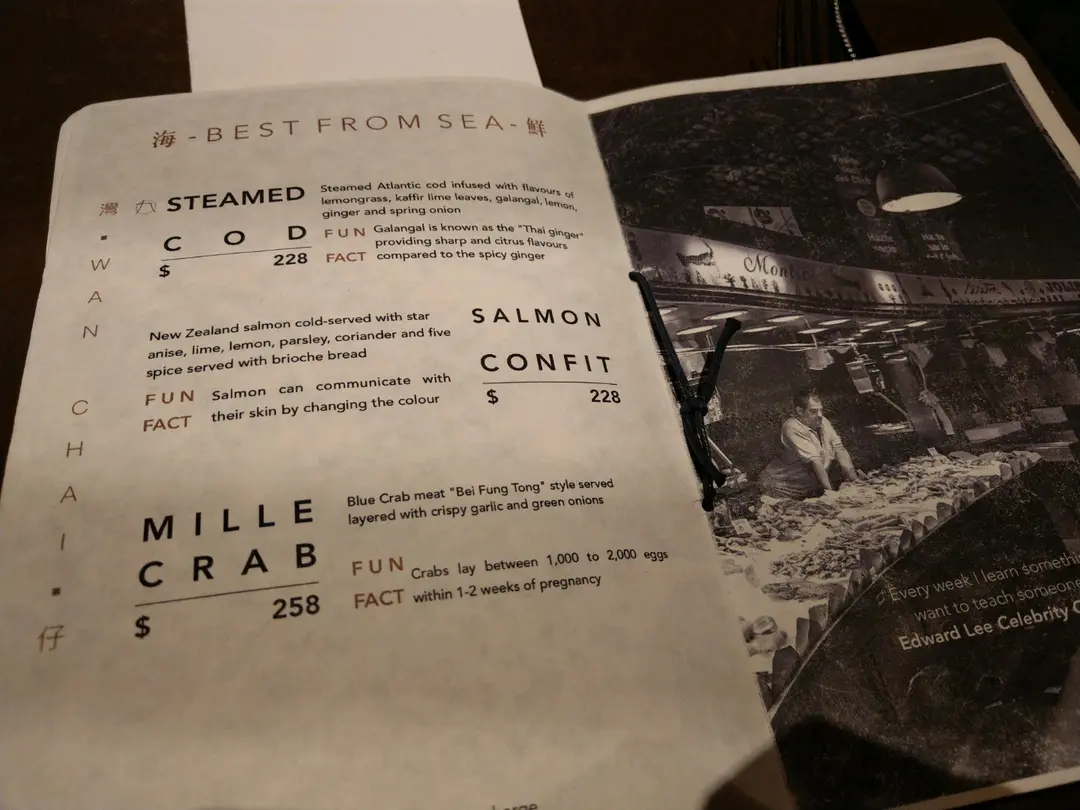 海 -BEST FROM SEA- 鮮
灣
▪
W
A
N
C
H
A
I
▪
仔
STEAMED
C O D
$ 228
Steamed Atlantic cod infused with flavours of
lemongrass, kaffir lime leaves, galangal, lemon,
ginger and spring onion
FUN Galangal is known as the "Thai ginger"
providing sharp and citrus flavours
FACT compared to the spicy ginger
New Zealand salmon cold-served with star
anise, lime, lemon, parsley, coriander and five
spice served with brioche bread
FUN Salmon can communicate with
FACT their skin by changing the colour
SALMON
CONFIT
$ 228
MILLE
CRAB
$ 258
Blue Crab meat "Bei Fung Tong" style served
layered with crispy garlic and green onions
FUN Crabs lay between 1,000 to 2,000 eggs
FACT within 1-2 weeks of pregnancy
Every week I learn
want to teach someone
Edward Lee Celebrity